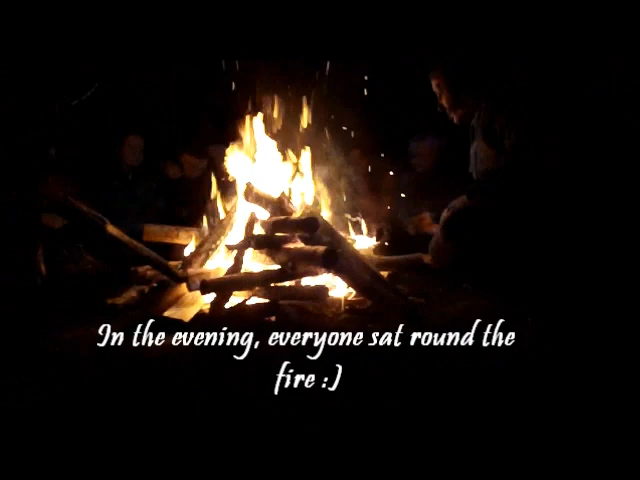 In the evening, everyone sat round the
fire :)